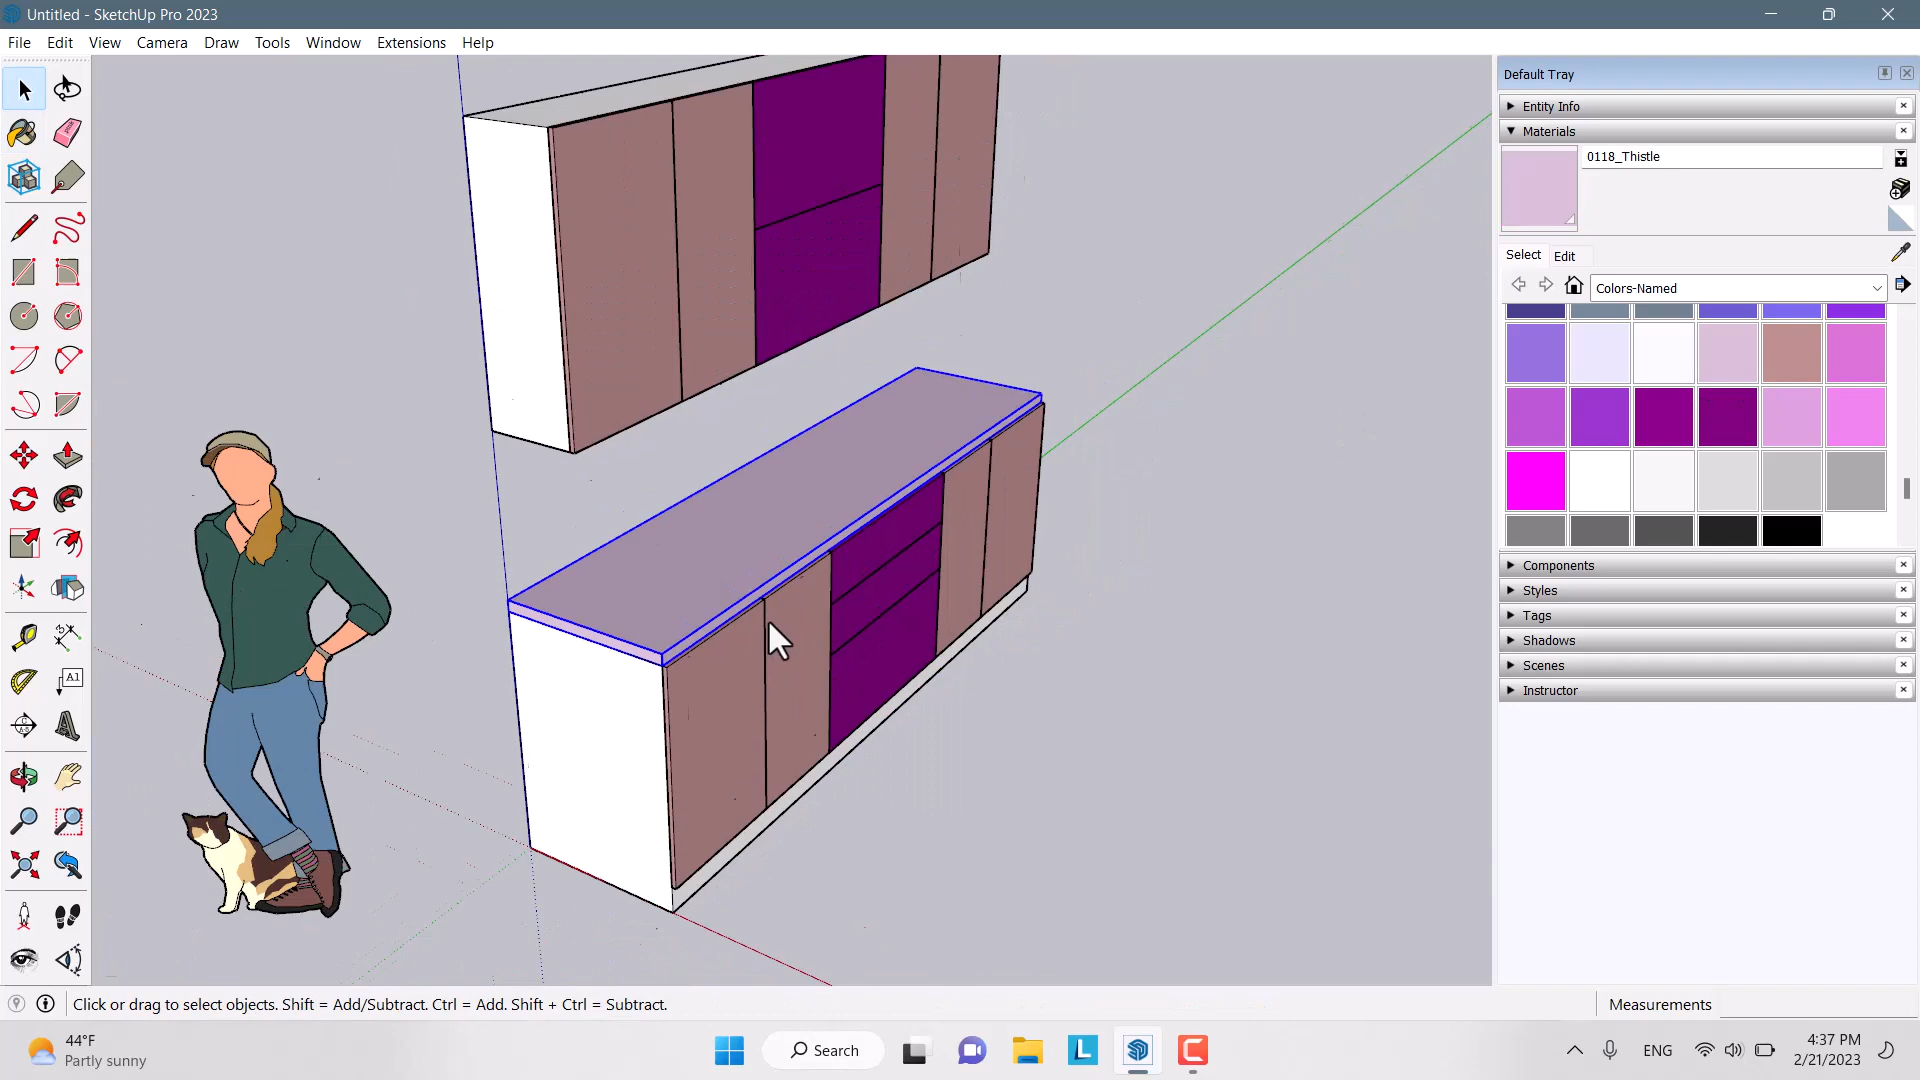 Untitled - SketchUp Pro 2023
File Edit View Camera Draw Tools Window Extensions Help
Default Tray
Entity Info
Materials
0118_Thistle
Select Edit
Colors-Named
Components
Styles
Tags
Shadows
Scenes
Instructor
A1
Click or drag to select objects. Shift = Add/Subtract. Ctrl = Add. Shift + Ctrl = Subtract.
Measurements
44°F
Partly sunny
Search
ENG
4:37 PM
2/21/2023